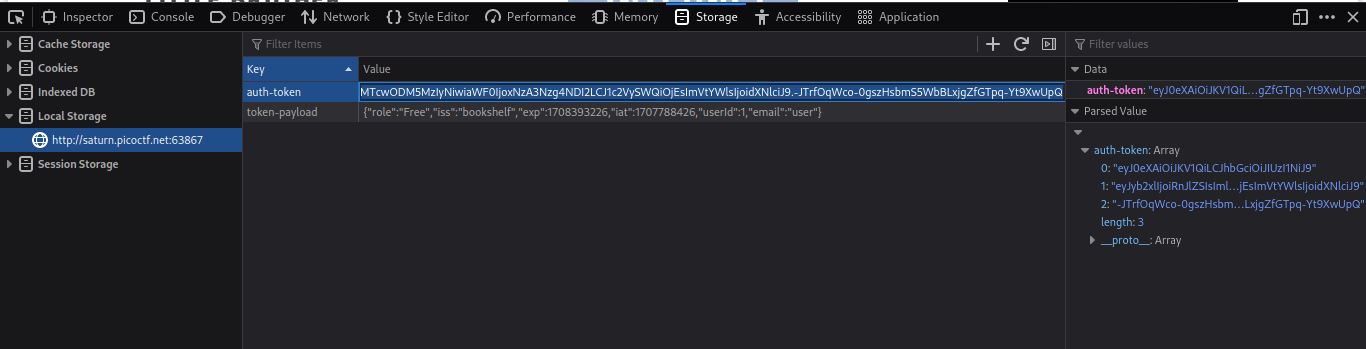 Inspector Console Debugger Network Style Editor Performance Memory Storage Accessibility Application
Cache Storage
Cookies
Indexed DB
Local Storage
http://saturn.picoctf.net:63867
Session Storage
Filter Items
Key Value
auth-token MTcwODM5MzIyNiwiaWF0IjoxNzA3Nzg4NDI2LCJ1c2VySWQiOjEsImVtYWlsIjoidXNlciJ9.-JTrfOqWco-0gszHsbmS5WbBLxjgZfGTpq-Yt9XwUpQ
token-payload {"role":"Free","iss":"bookshelf","exp":1708393226,"iat":1707788426,"userId":1,"email":"user"}
Filter values
Data
auth-token: "eyJ0eXAiOiJKV1QiL...gZfGTpq-Yt9XwUpQ"
Parsed Value
auth-token: Array
0: "eyJ0eXAiOiJKV1QiLCJhbGciOiJIUzI1NiJ9"
1: "eyJyb2xlIjoiRnJlZSIsIml...jEsImVtYWlsIjoidXNlciJ9"
2: "-JTrfOqWco-0gszHsbm...LxjgZfGTpq-Yt9XwUpQ"
length: 3
__proto__: Array